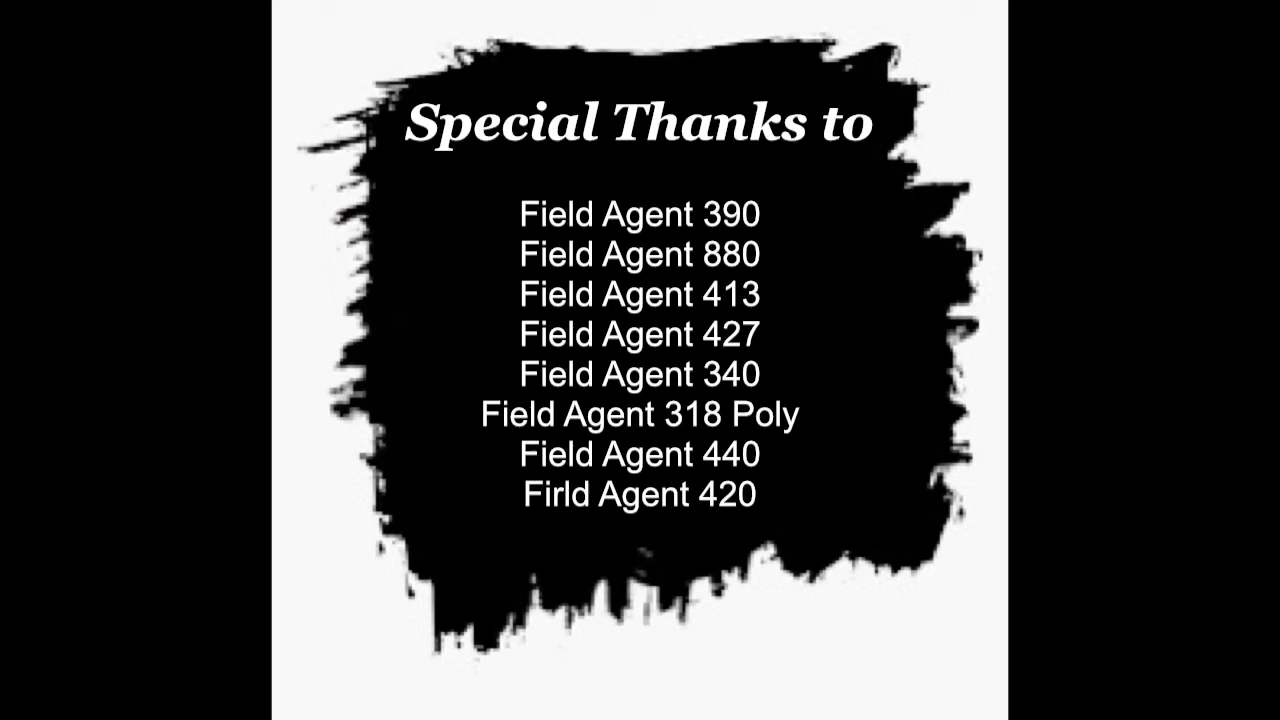 Special Thanks to
Field Agent 390
Field Agent 880
Field Agent 413
Field Agent 427
Field Agent 340
Field Agent 318 Poly
Field Agent 440
Firld Agent 420